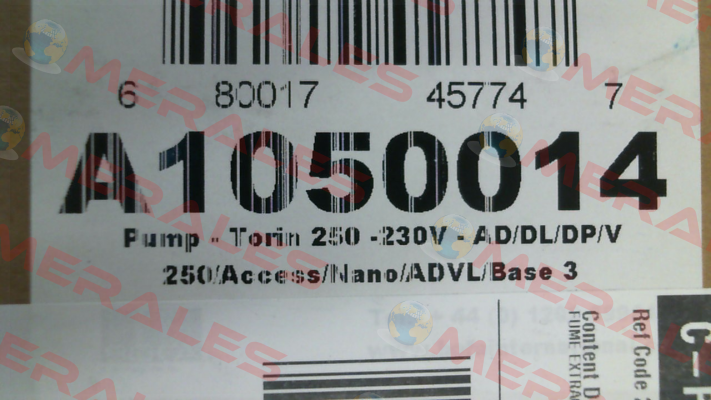 6 80017 45774 7
A1050014
Pump - Torin 250 -230V - AD/DL/DP/V
250/Access/Nano/ADVL/Base 3
Ref Code
Content
FUME
MERALES
MERALES
MERALES
MERALES
MERALES